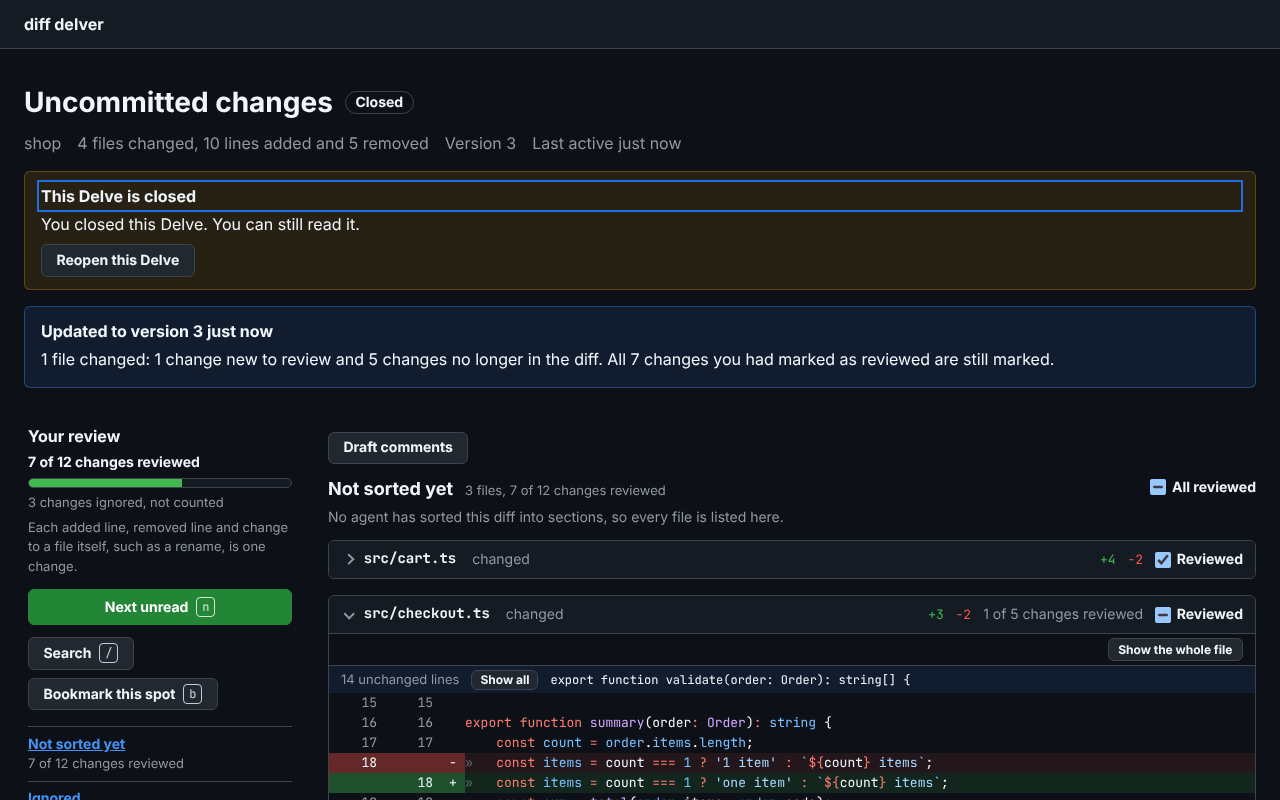 diff delver
Uncommitted changes Closed
shop 4 files changed, 10 lines added and 5 removed Version 3 Last active just now
This Delve is closed
You closed this Delve. You can still read it.
Reopen this Delve
Updated to version 3 just now
1 file changed: 1 change new to review and 5 changes no longer in the diff. All 7 changes you had marked as reviewed are still marked.
Your review
7 of 12 changes reviewed
3 changes ignored, not counted
Each added line, removed line and change
to a file itself, such as a rename, is one
change.
Next unread n
Search /
Bookmark this spot b
Not sorted yet
7 of 12 changes reviewed
Ignored
Draft comments
Not sorted yet 3 files, 7 of 12 changes reviewed All reviewed
No agent has sorted this diff into sections, so every file is listed here.
src/cart.ts changed +4 -2 Reviewed
src/checkout.ts changed +3 -2 1 of 5 changes reviewed Reviewed
Show the whole file
14 unchanged lines Show all export function validate(order: Order): string[] {
15 15
16 16 export function summary(order: Order): string {
17 17 const count = order.items.length;
18 - » const items = count === 1 ? '1 item' : `${count} items`;
18 + » const items = count === 1 ? 'one item' : `${count} items`;